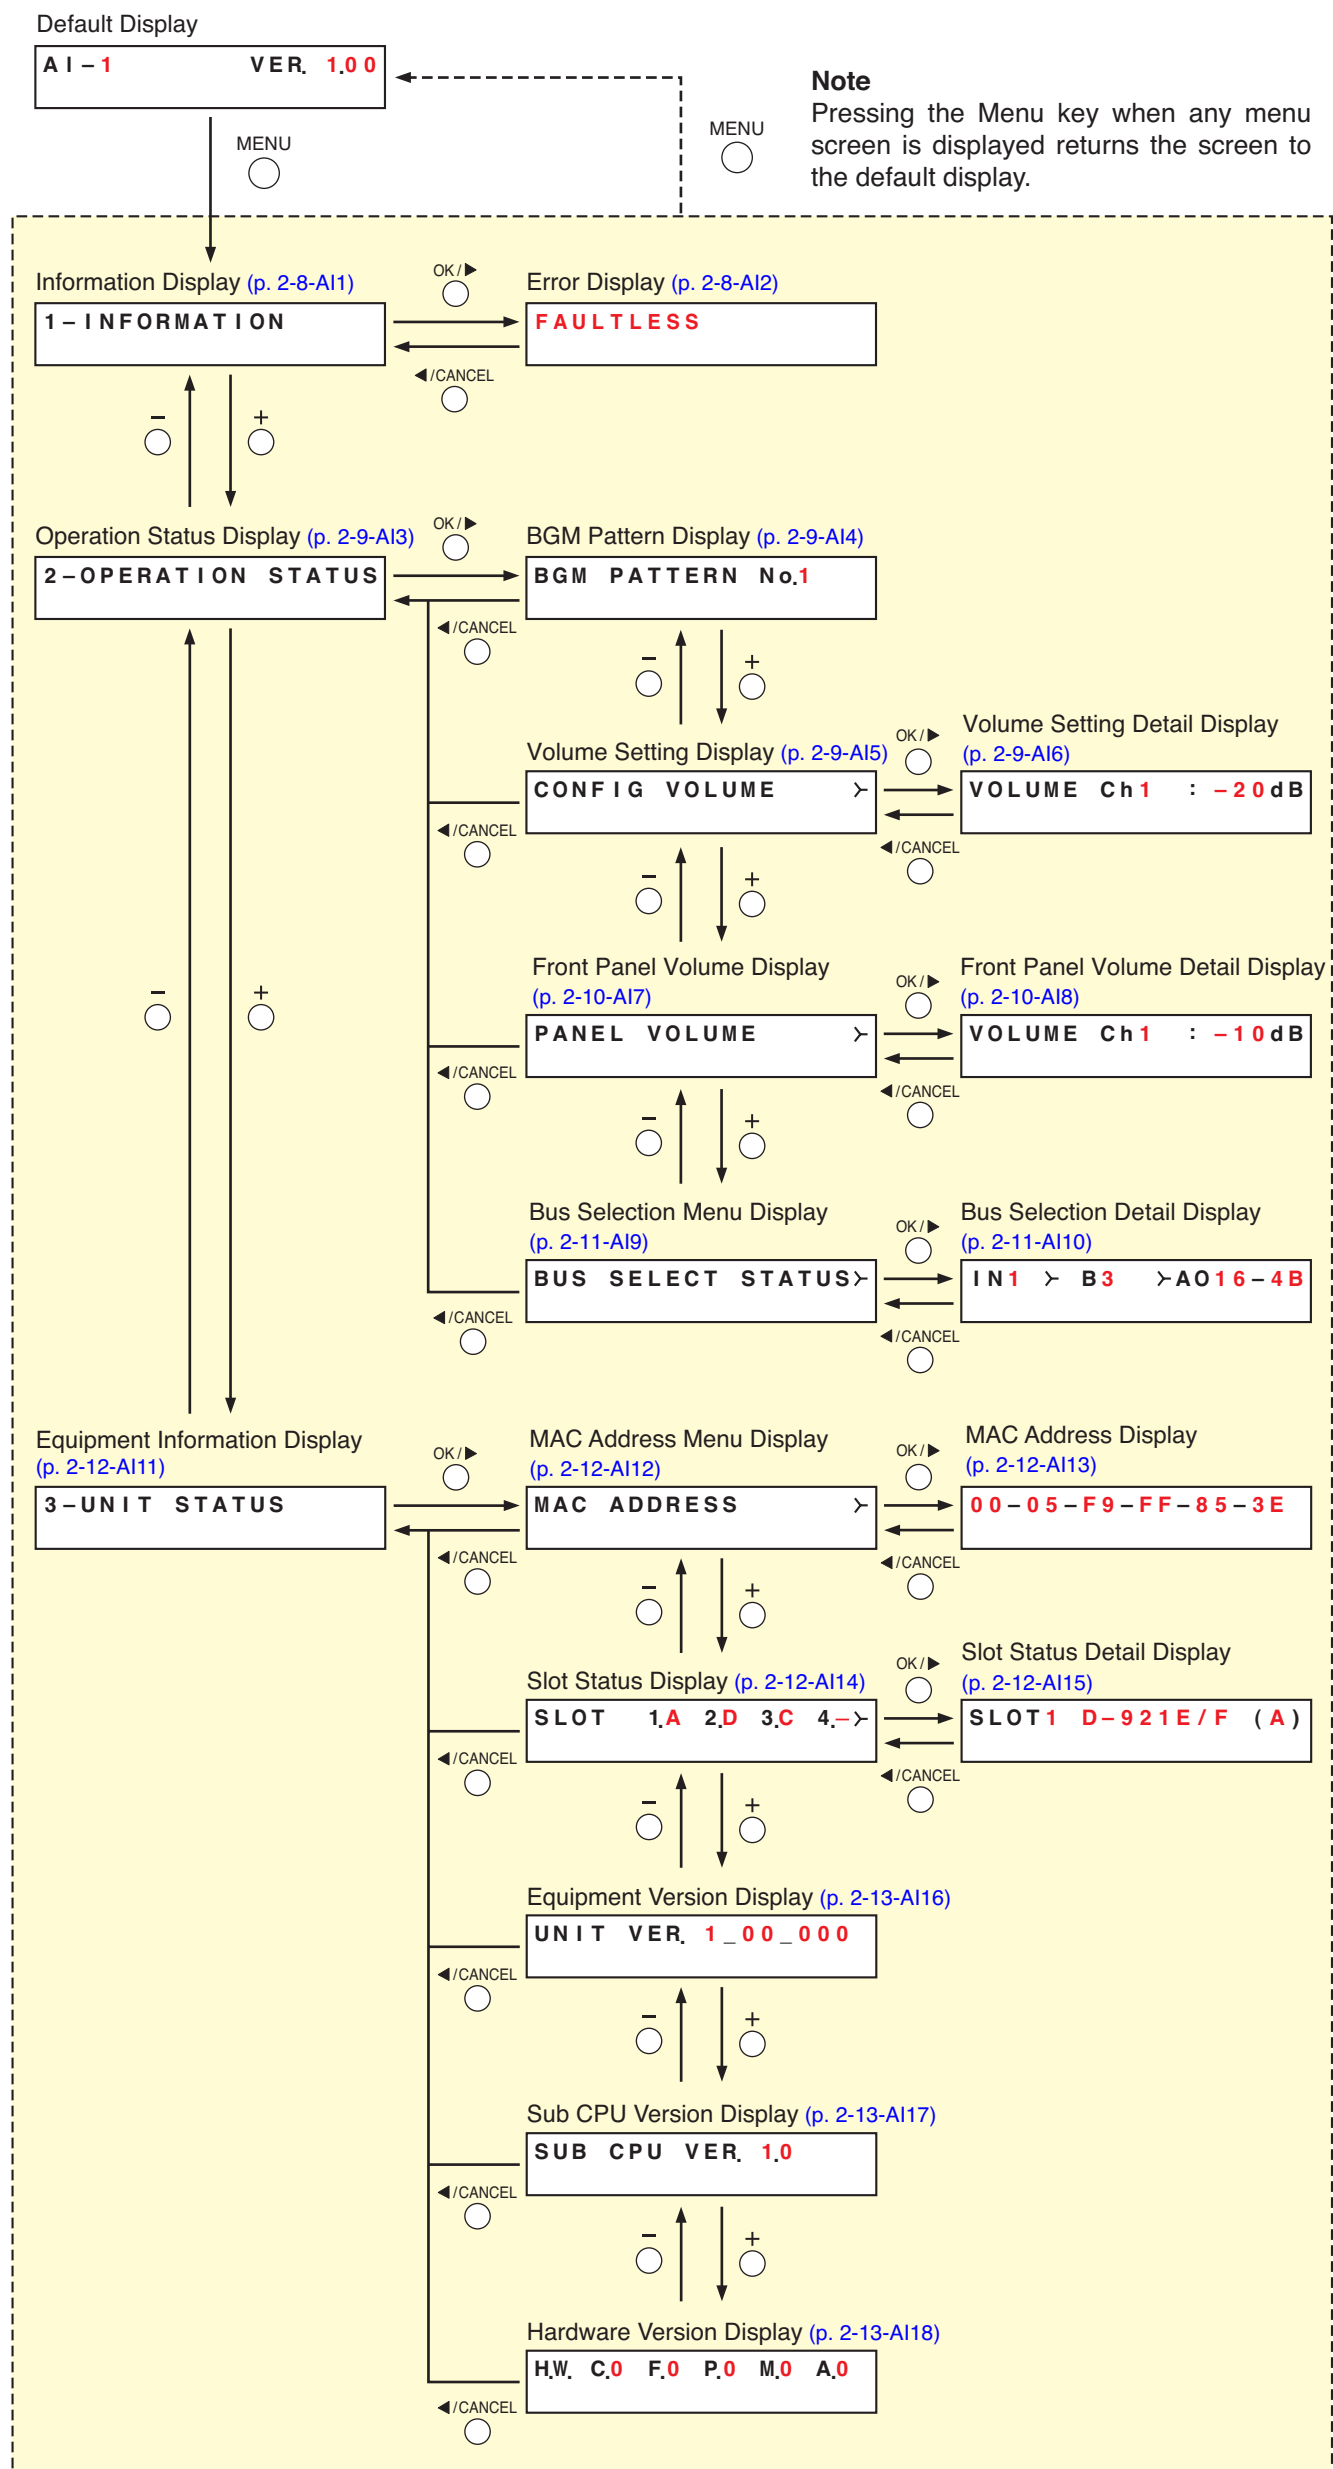 Default Display
AI-1 VER. 1.00
MENU
MENU
Note
Pressing the Menu key when any menu
screen is displayed returns the screen to
the default display.
Information Display (p. 2-8-AI1)
OK/▶
Error Display (p. 2-8-AI2)
1-INFORMATION
FAULTLESS
◀/CANCEL
− +
Operation Status Display (p. 2-9-AI3)
OK/▶
BGM Pattern Display (p. 2-9-AI4)
2-OPERATION STATUS
BGM PATTERN No.1
◀/CANCEL
− +
Volume Setting Display (p. 2-9-AI5)
OK/▶
Volume Setting Detail Display
(p. 2-9-AI6)
CONFIG VOLUME ≻
VOLUME Ch1 : -20dB
◀/CANCEL
◀/CANCEL
− +
Front Panel Volume Display
(p. 2-10-AI7)
OK/▶
Front Panel Volume Detail Display
(p. 2-10-AI8)
− +
PANEL VOLUME ≻
VOLUME Ch1 : -10dB
◀/CANCEL
◀/CANCEL
− +
Bus Selection Menu Display
(p. 2-11-AI9)
OK/▶
Bus Selection Detail Display
(p. 2-11-AI10)
BUS SELECT STATUS≻
IN1 ≻ B3 ≻AO16-4B
◀/CANCEL
◀/CANCEL
Equipment Information Display
(p. 2-12-AI11)
OK/▶
MAC Address Menu Display
(p. 2-12-AI12)
OK/▶
MAC Address Display
(p. 2-12-AI13)
3-UNIT STATUS
MAC ADDRESS ≻
00-05-F9-FF-85-3E
◀/CANCEL
◀/CANCEL
− +
Slot Status Display (p. 2-12-AI14)
OK/▶
Slot Status Detail Display
(p. 2-12-AI15)
SLOT 1.A 2.D 3.C 4.-≻
SLOT1 D-921E/F (A)
◀/CANCEL
◀/CANCEL
− +
Equipment Version Display (p. 2-13-AI16)
UNIT VER. 1_00_000
◀/CANCEL
− +
Sub CPU Version Display (p. 2-13-AI17)
SUB CPU VER. 1.0
◀/CANCEL
− +
Hardware Version Display (p. 2-13-AI18)
H.W. C.0 F.0 P.0 M.0 A.0
◀/CANCEL